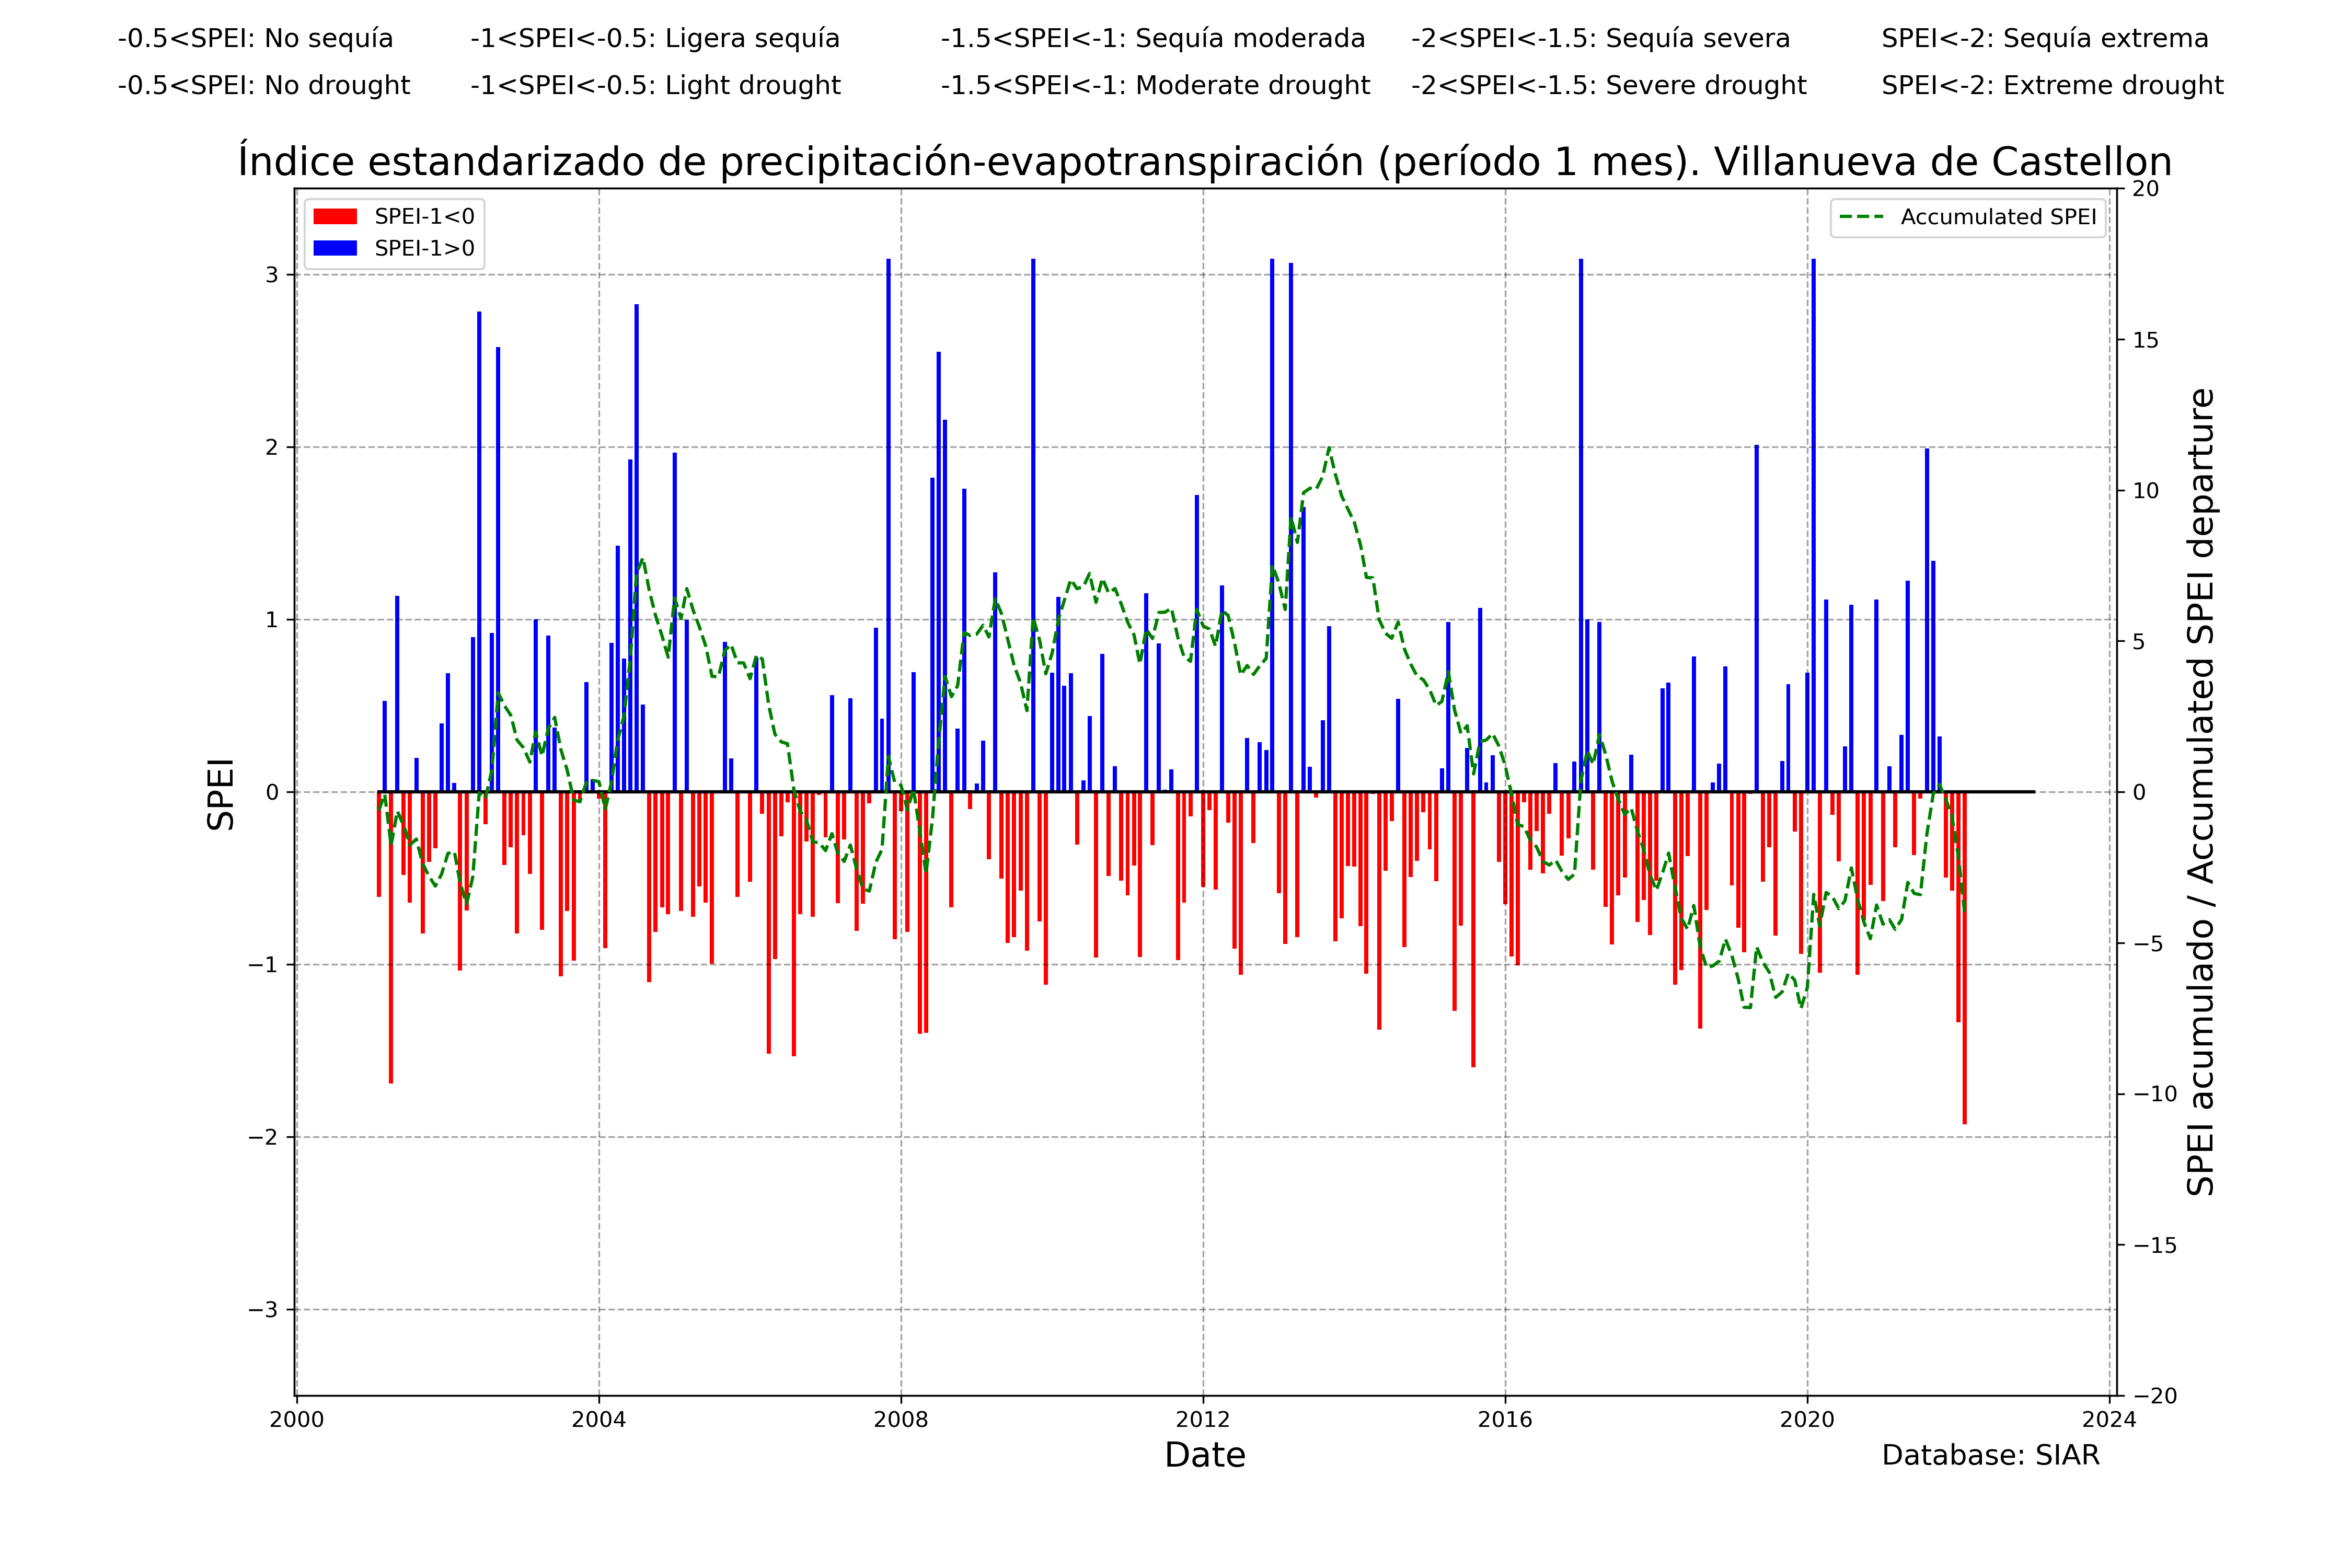 -0.5<SPEI: No sequía -1<SPEI<-0.5: Ligera sequía -1.5<SPEI<-1: Sequía moderada -2<SPEI<-1.5: Sequía severa SPEI<-2: Sequía extrema
-0.5<SPEI: No drought -1<SPEI<-0.5: Light drought -1.5<SPEI<-1: Moderate drought -2<SPEI<-1.5: Severe drought SPEI<-2: Extreme drought
Índice estandarizado de precipitación-evapotranspiración (período 1 mes). Villanueva de Castellon
SPEI-1<0
SPEI-1>0
Accumulated SPEI
SPEI
3
2
1
0
−1
−2
−3
20
15
10
5
0
−5
−10
−15
−20
SPEI acumulado / Accumulated SPEI departure
2000 2004 2008 2012 2016 2020 2024
Date
Database: SIAR